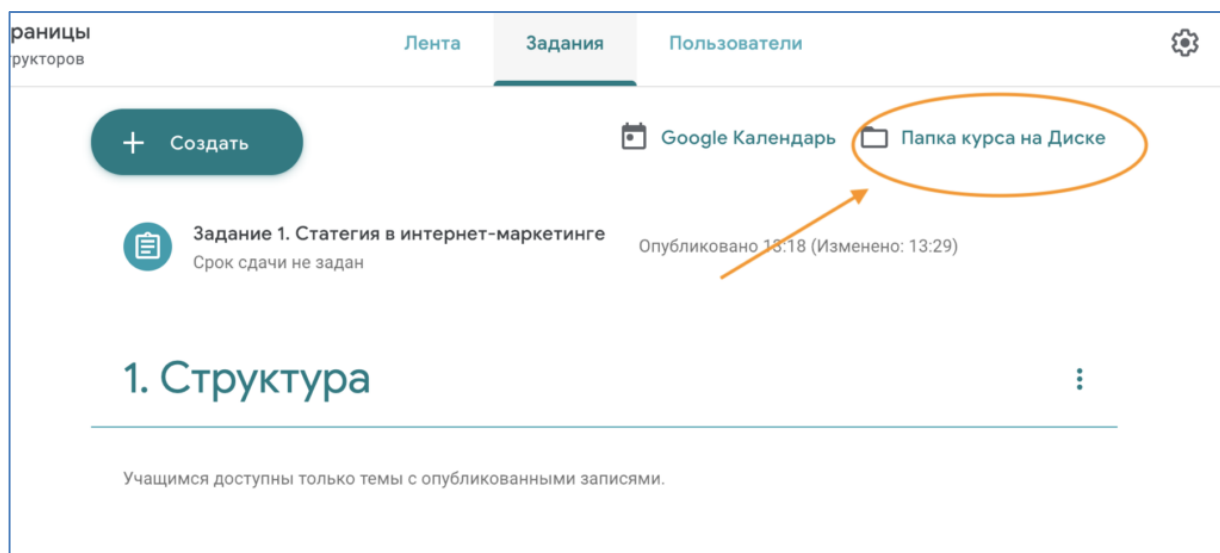 раницы
рукторов
Лента
Задания
Пользователи
Создать
Google Календарь
Папка курса на Диске
Задание 1. Статегия в интернет-маркетинге
Срок сдачи не задан
Опубликовано 13:18 (Изменено: 13:29)
1. Структура
Учащимся доступны только темы с опубликованными записями.